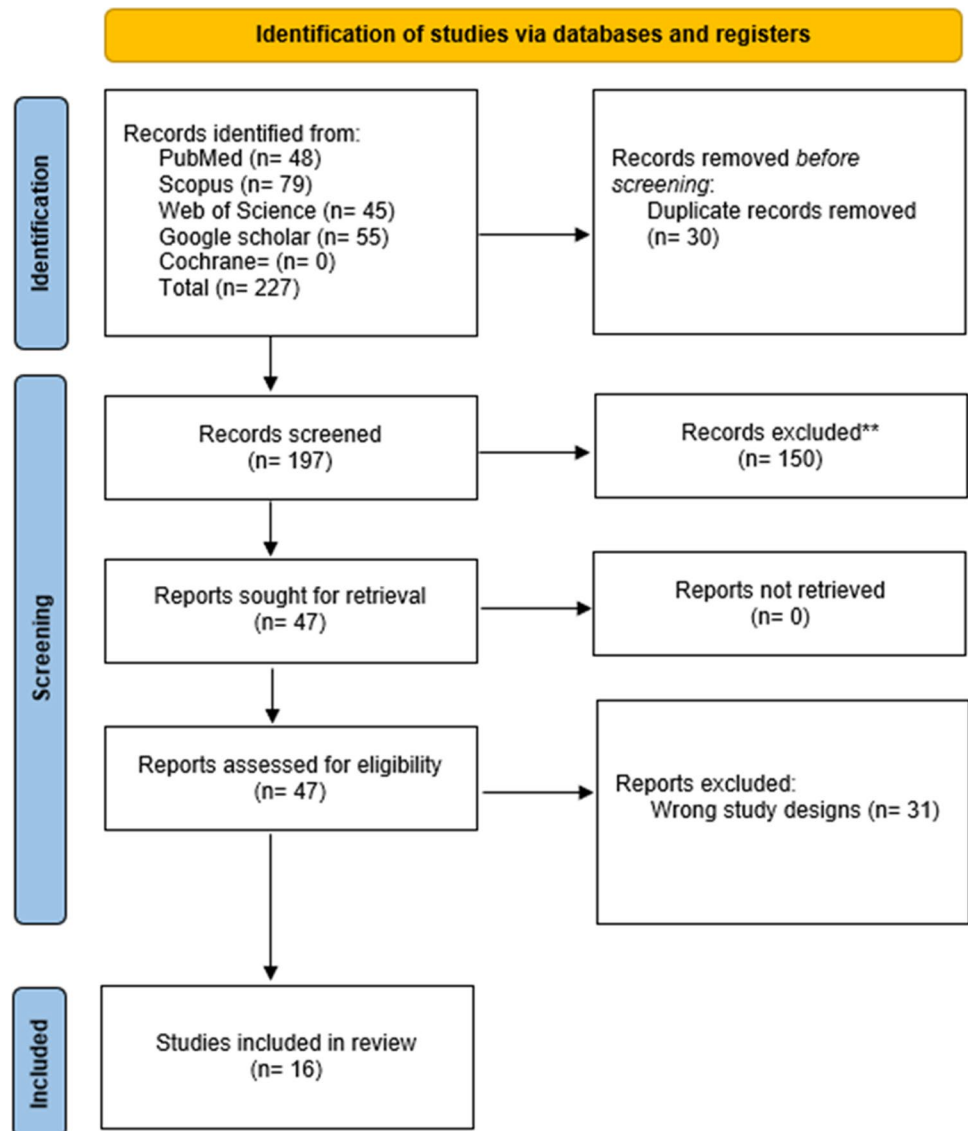 Identification of studies via databases and registers
Identification
Records identified from:
PubMed (n= 48)
Scopus (n= 79)
Web of Science (n= 45)
Google scholar (n= 55)
Cochrane= (n= 0)
Total (n= 227)
Records removed before
screening:
Duplicate records removed
(n= 30)
Screening
Records screened
(n= 197)
Records excluded**
(n= 150)
Reports sought for retrieval
(n= 47)
Reports not retrieved
(n= 0)
Reports assessed for eligibility
(n= 47)
Reports excluded:
Wrong study designs (n= 31)
Included
Studies included in review
(n= 16)